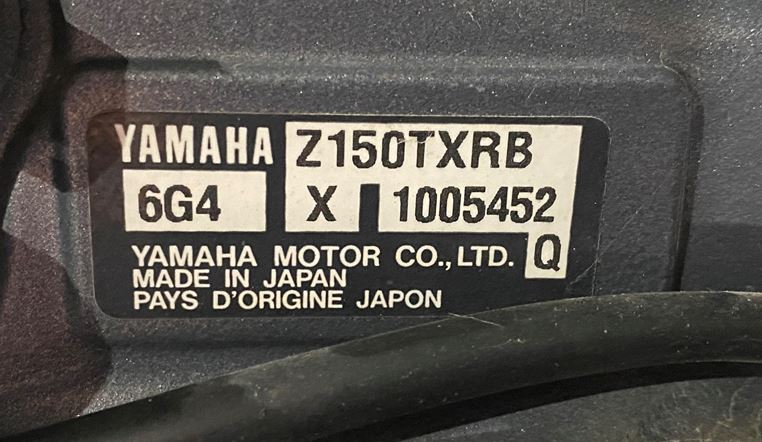 YAMAHA Z150TXRB
6G4 X 1005452
YAMAHA MOTOR CO.,LTD. Q
MADE IN JAPAN
PAYS D'ORIGINE JAPON